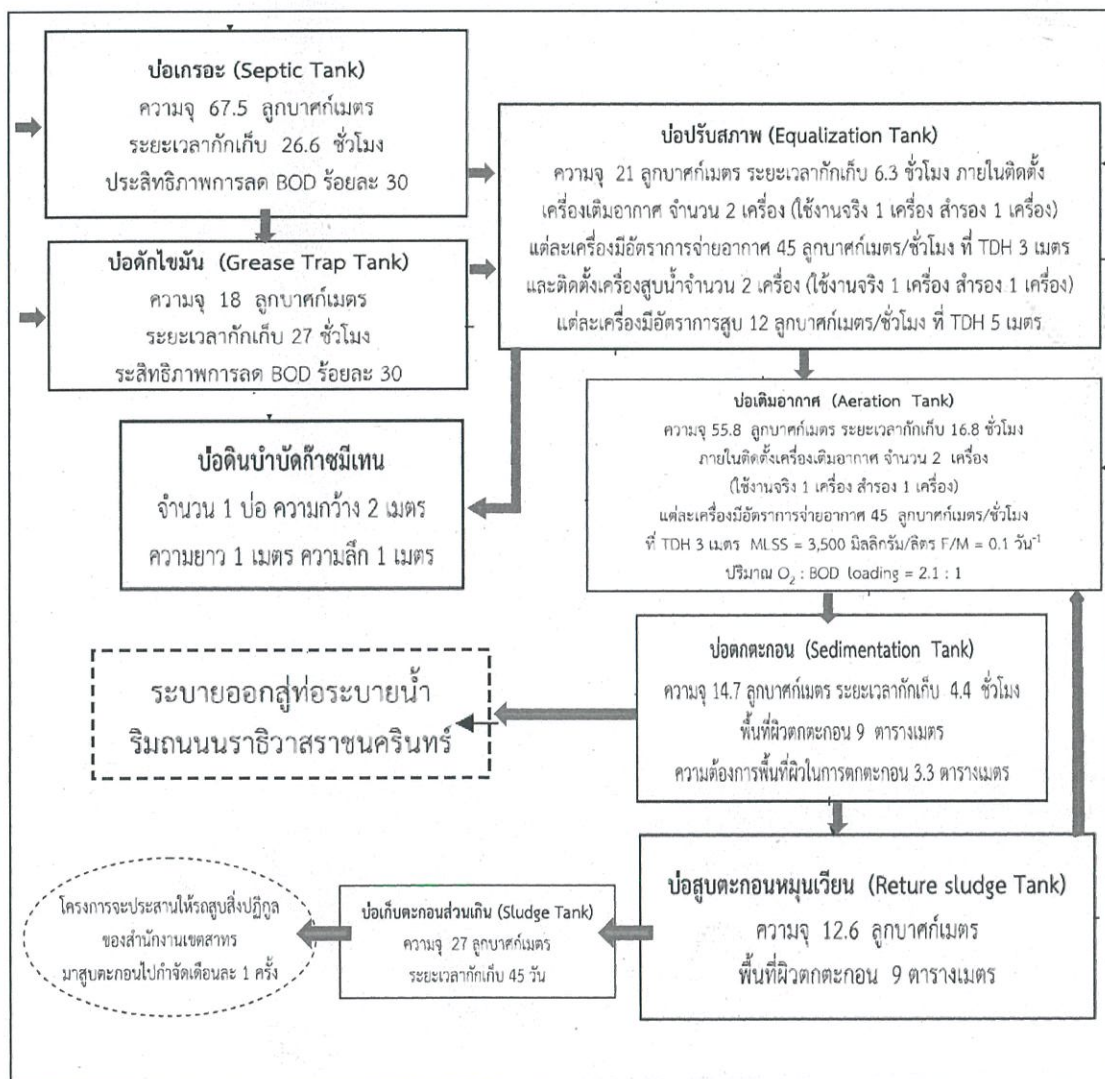 บ่อเกรอะ (Septic Tank)
ความจุ 67.5 ลูกบาศก์เมตร
ระยะเวลากักเก็บ 26.6 ชั่วโมง
ประสิทธิภาพการลด BOD ร้อยละ 30
บ่อปรับสภาพ (Equalization Tank)
ความจุ 21 ลูกบาศก์เมตร ระยะเวลากักเก็บ 6.3 ชั่วโมง ภายในติดตั้ง
เครื่องเติมอากาศ จำนวน 2 เครื่อง (ใช้งานจริง 1 เครื่อง สำรอง 1 เครื่อง)
แต่ละเครื่องมีอัตราการจ่ายอากาศ 45 ลูกบาศก์เมตร/ชั่วโมง ที่ TDH 3 เมตร
และติดตั้งเครื่องสูบน้ำจำนวน 2 เครื่อง (ใช้งานจริง 1 เครื่อง สำรอง 1 เครื่อง)
แต่ละเครื่องมีอัตราการสูบ 12 ลูกบาศก์เมตร/ชั่วโมง ที่ TDH 5 เมตร
บ่อดักไขมัน (Grease Trap Tank)
ความจุ 18 ลูกบาศก์เมตร
ระยะเวลากักเก็บ 27 ชั่วโมง
ระสิทธิภาพการลด BOD ร้อยละ 30
บ่อเติมอากาศ (Aeration Tank)
ความจุ 55.8 ลูกบาศก์เมตร ระยะเวลากักเก็บ 16.8 ชั่วโมง
ภายในติดตั้งเครื่องเติมอากาศ จำนวน 2 เครื่อง
(ใช้งานจริง 1 เครื่อง สำรอง 1 เครื่อง)
แต่ละเครื่องมีอัตราการจ่ายอากาศ 45 ลูกบาศก์เมตร/ชั่วโมง
ที่ TDH 3 เมตร MLSS = 3,500 มิลลิกรัม/ลิตร F/M = 0.1 วัน⁻¹
ปริมาณ O₂ : BOD loading = 2.1 : 1
บ่อดินบำบัดก๊าซมีเทน
จำนวน 1 บ่อ ความกว้าง 2 เมตร
ความยาว 1 เมตร ความลึก 1 เมตร
บ่อตกตะกอน (Sedimentation Tank)
ความจุ 14.7 ลูกบาศก์เมตร ระยะเวลากักเก็บ 4.4 ชั่วโมง
พื้นที่ผิวตกตะกอน 9 ตารางเมตร
ความต้องการพื้นที่ผิวในการตกตะกอน 3.3 ตารางเมตร
ระบายออกสู่ท่อระบายน้ำ
ริมถนนนราธิวาสราชนครินทร์
บ่อสูบตะกอนหมุนเวียน (Reture sludge Tank)
ความจุ 12.6 ลูกบาศก์เมตร
พื้นที่ผิวตกตะกอน 9 ตารางเมตร
บ่อเก็บตะกอนส่วนเกิน (Sludge Tank)
ความจุ 27 ลูกบาศก์เมตร
ระยะเวลากักเก็บ 45 วัน
โครงการจะประสานให้รถสูบสิ่งปฏิกูล
ของสำนักงานเขตสาทร
มาสูบตะกอนไปกำจัดเดือนละ 1 ครั้ง